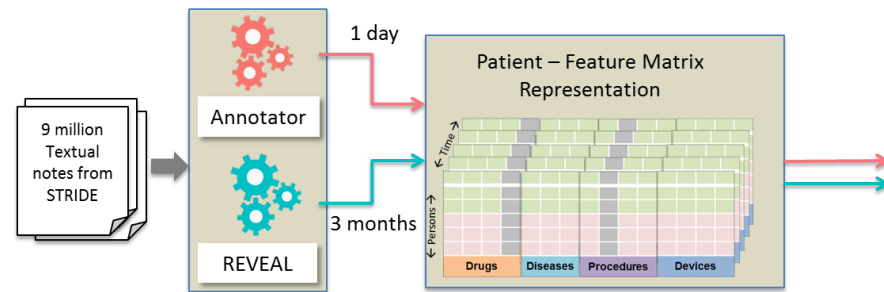 9 million
Textual
notes from
STRIDE
Annotator
REVEAL
1 day
3 months
Patient – Feature Matrix
Representation
Time
Persons
Drugs
Diseases
Procedures
Devices